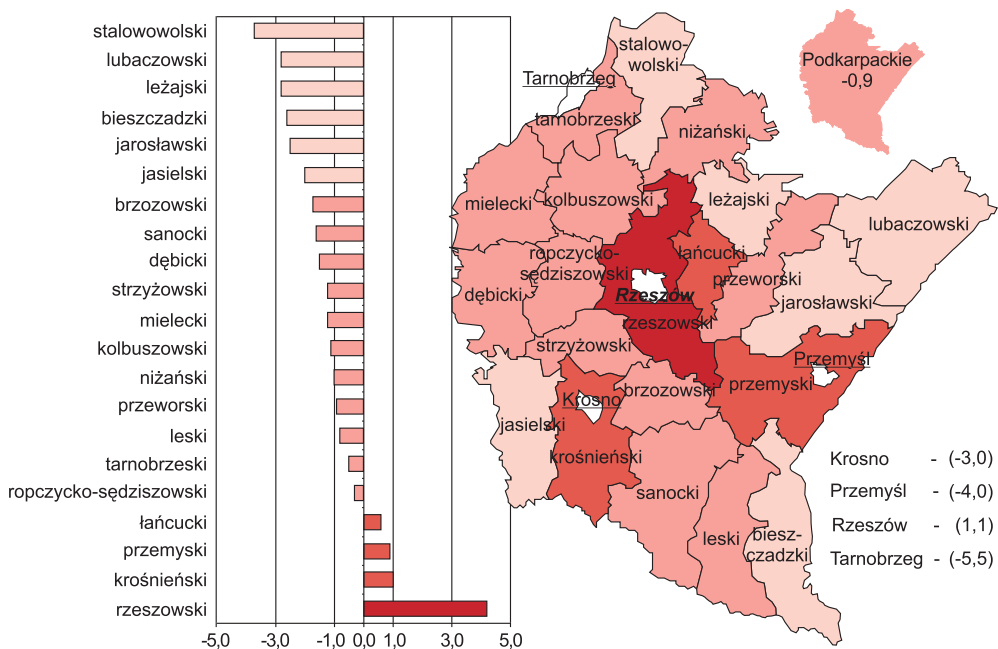 stalowowolski
lubaczowski
leżajski
bieszczadzki
jarosławski
jasielski
brzozowski
sanocki
dębicki
strzyżowski
mielecki
kolbuszowski
niżański
przeworski
leski
tarnobrzeski
ropczycko-sędziszowski
łańcucki
przemyski
krośnieński
rzeszowski
-5,0 -3,0 -1,0 0,0 1,0 3,0 5,0
stalowo-
wolski
Tarnobrzeg
tarnobrzeski
niżański
mielecki
kolbuszowski
leżajski
lubaczowski
ropczycko-
sędziszowski
łańcucki
przeworski
dębicki
Rzeszów
jarosławski
rzeszowski
strzyżowski
Przemyśl
przemyski
brzozowski
Krosno
jasielski
krośnieński
sanocki
leski
biesz-
czadzki
Podkarpackie
-0,9
Krosno - (-3,0)
Przemyśl - (-4,0)
Rzeszów - (1,1)
Tarnobrzeg - (-5,5)